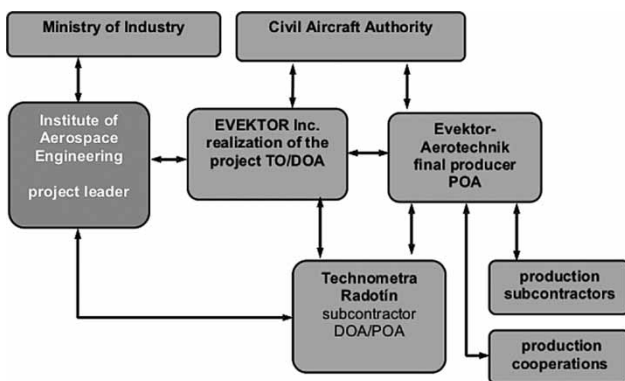 Ministry of Industry
Civil Aircraft Authority
Institute of
Aerospace
Engineering
project leader
EVEKTOR Inc.
realization of the
project TO/DOA
Evektor-
Aerotechnik
final producer
POA
Technometra
Radotín
subcontractor
DOA/POA
production
subcontractors
production
cooperations